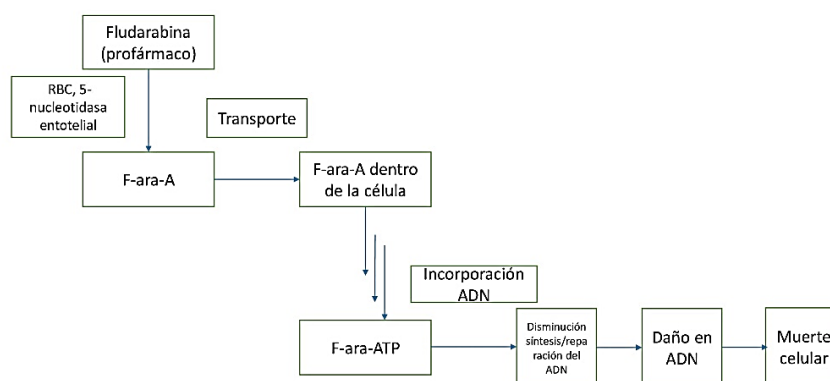 Fludarabina
(profármaco)
RBC, 5-
nucleotidasa
entotelial
Transporte
F-ara-A
F-ara-A dentro
de la célula
Incorporación
ADN
F-ara-ATP
Disminución
síntesis/repa
ración del
ADN
Daño en
ADN
Muerte
celular